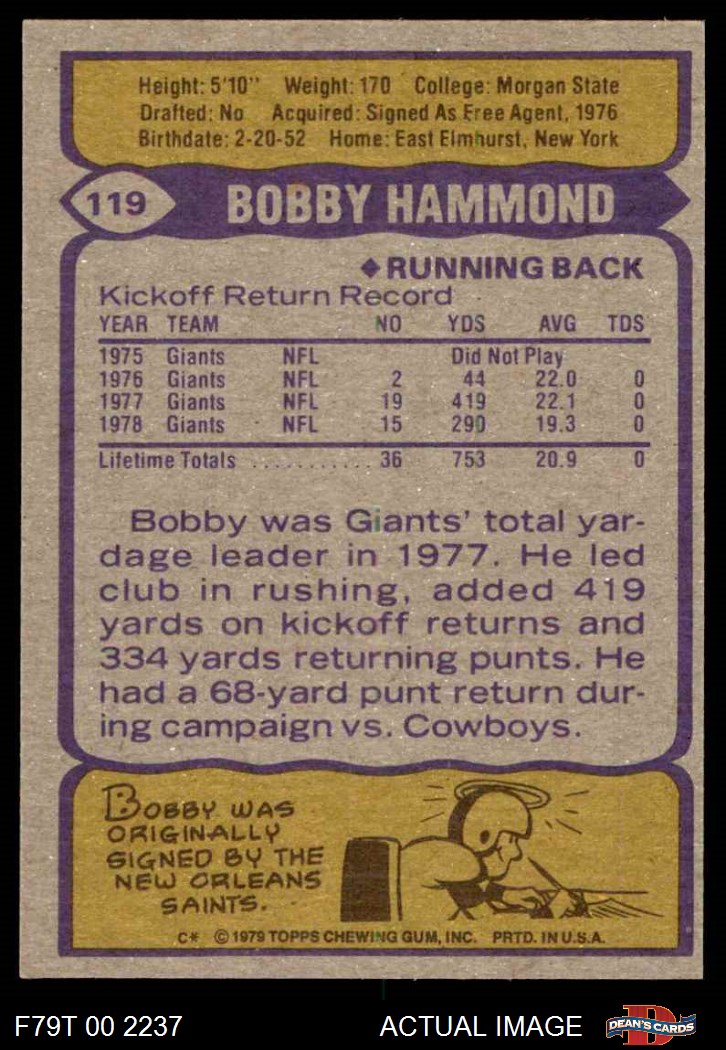 Height: 5'10" Weight: 170 College: Morgan State
Drafted: No Acquired: Signed As Free Agent, 1976
Birthdate: 2-20-52 Home: East Elmhurst, New York
119 BOBBY HAMMOND
◆RUNNING BACK
Kickoff Return Record
YEAR TEAM NO YDS AVG TDS
1975 Giants NFL Did Not Play
1976 Giants NFL 2 44 22.0 0
1977 Giants NFL 19 419 22.1 0
1978 Giants NFL 15 290 19.3 0
Lifetime Totals ........... 36 753 20.9 0
Bobby was Giants' total yar-
dage leader in 1977. He led
club in rushing, added 419
yards on kickoff returns and
334 yards returning punts. He
had a 68-yard punt return dur-
ing campaign vs. Cowboys.
BOBBY WAS
ORIGINALLY
SIGNED BY THE
NEW ORLEANS
SAINTS.
C* © 1979 TOPPS CHEWING GUM, INC. PRTD. IN U.S.A.
F79T 00 2237 ACTUAL IMAGE D DEAN'S CARDS